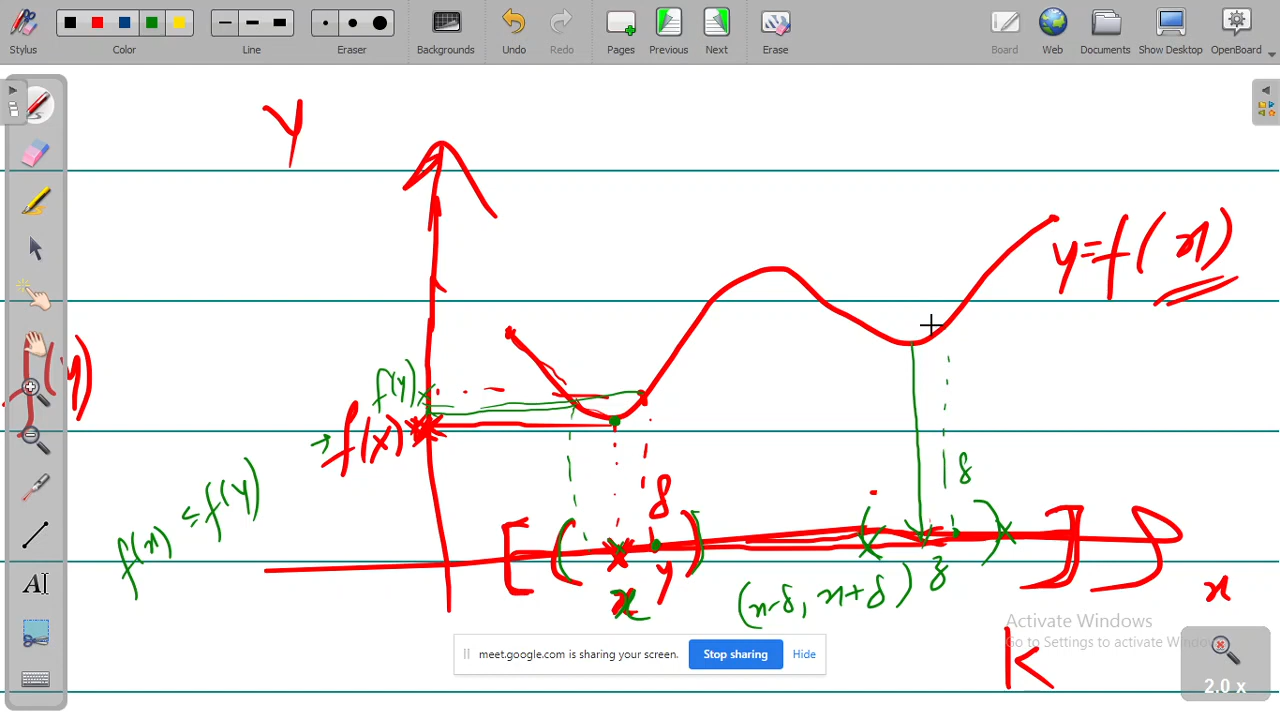 Stylus
Color
Line
Eraser
Backgrounds
Undo
Redo
Pages
Previous
Next
Erase
Board
Web
Documents
Show Desktop
OpenBoard
Y
y=f(x)
f(y)
y)
f(x)
f(x) ≤ f(y)
δ
δ
x
y
(x-δ, x+δ)
z
x
K
Activate Windows
Go to Settings to activate Windows
meet.google.com is sharing your screen.
Stop sharing
Hide
2.0 x